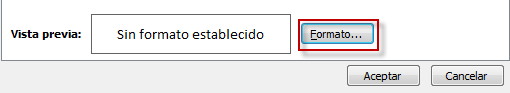 Vista previa: Sin formato establecido Formato...
Aceptar Cancelar